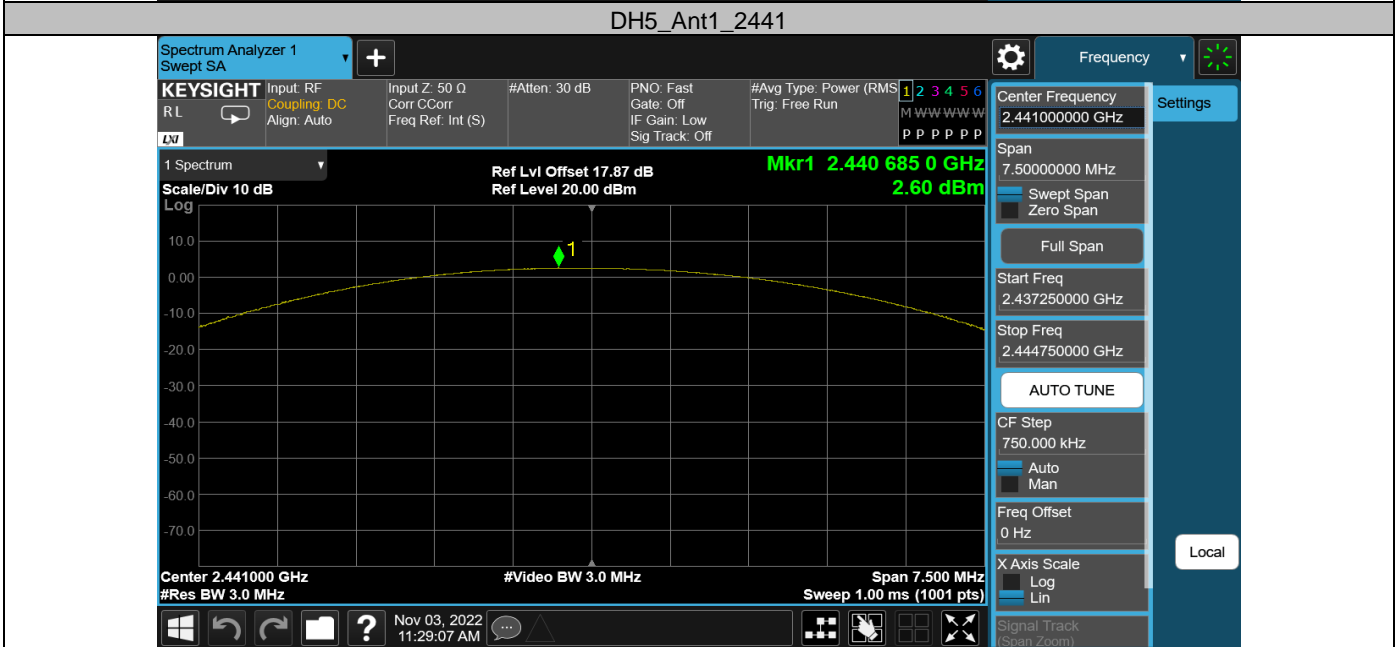 DH5_Ant1_2441
Spectrum Analyzer 1
Swept SA
+
Frequency
KEYSIGHT
RL
LXI
Input: RF
Coupling: DC
Align: Auto
Input Z: 50 Ω
Corr CCorr
Freq Ref: Int (S)
#Atten: 30 dB
PNO: Fast
Gate: Off
IF Gain: Low
Sig Track: Off
#Avg Type: Power (RMS
Trig: Free Run
1 2 3 4 5 6
M W W W W W
P P P P P P
1 Spectrum
Scale/Div 10 dB
Log
Ref Lvl Offset 17.87 dB
Ref Level 20.00 dBm
Mkr1 2.440 685 0 GHz
2.60 dBm
1
10.0
0.00
-10.0
-20.0
-30.0
-40.0
-50.0
-60.0
-70.0
Center 2.441000 GHz
#Video BW 3.0 MHz
Span 7.500 MHz
#Res BW 3.0 MHz
Sweep 1.00 ms (1001 pts)
?
Nov 03, 2022
11:29:07 AM
Center Frequency
2.441000000 GHz
Settings
Span
7.50000000 MHz
Swept Span
Zero Span
Full Span
Start Freq
2.437250000 GHz
Stop Freq
2.444750000 GHz
AUTO TUNE
CF Step
750.000 kHz
Auto
Man
Freq Offset
0 Hz
Local
X Axis Scale
Log
Lin
Signal Track
(Span Zoom)